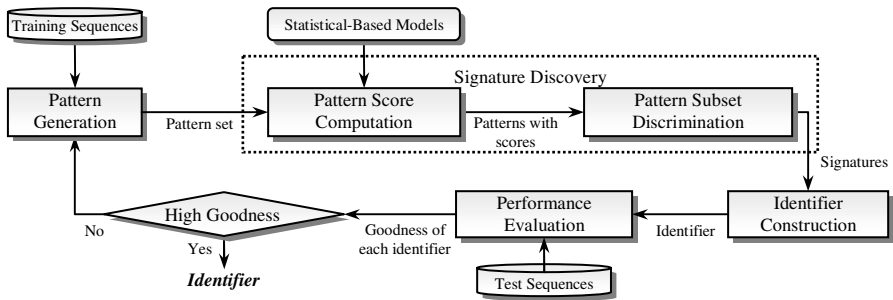 Training Sequences
Statistical-Based Models
Signature Discovery
Pattern
Generation
Pattern set
Pattern Score
Computation
Patterns with
scores
Pattern Subset
Discrimination
Signatures
Identifier
Construction
Identifier
Performance
Evaluation
Test Sequences
Goodness of
each identifier
High Goodness
No
Yes
Identifier